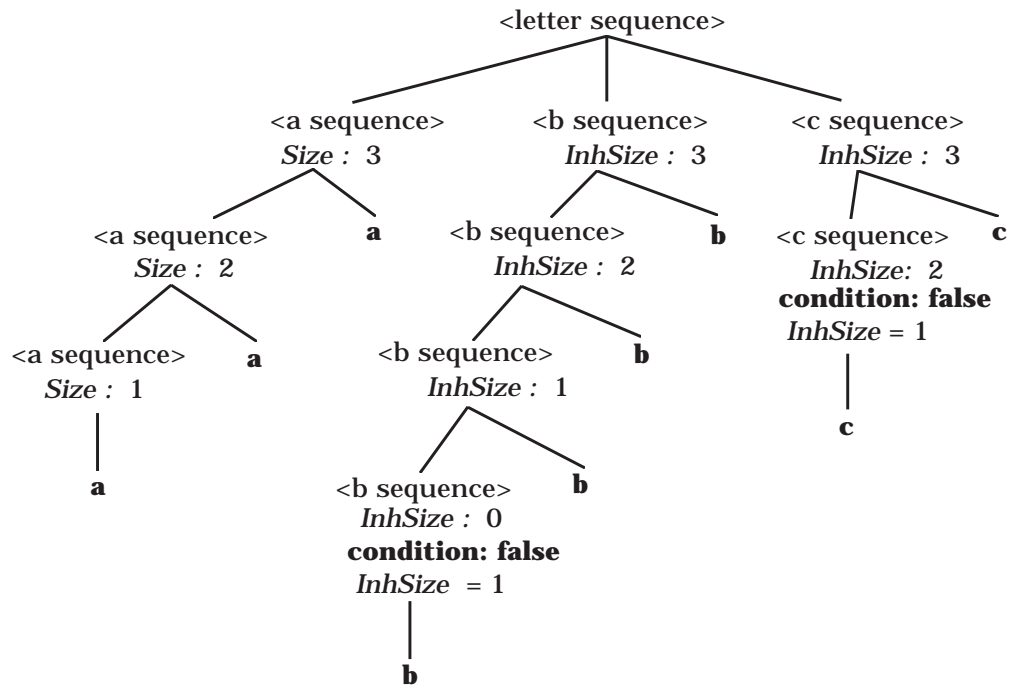 <letter sequence>
<a sequence> <b sequence> <c sequence>
Size : 3 InhSize : 3 InhSize : 3
<a sequence> a <b sequence> b <c sequence> c
Size : 2 InhSize : 2 InhSize: 2
condition: false
InhSize = 1
<a sequence> a <b sequence> b
Size : 1 InhSize : 1
c
a <b sequence> b
InhSize : 0
condition: false
InhSize = 1
b